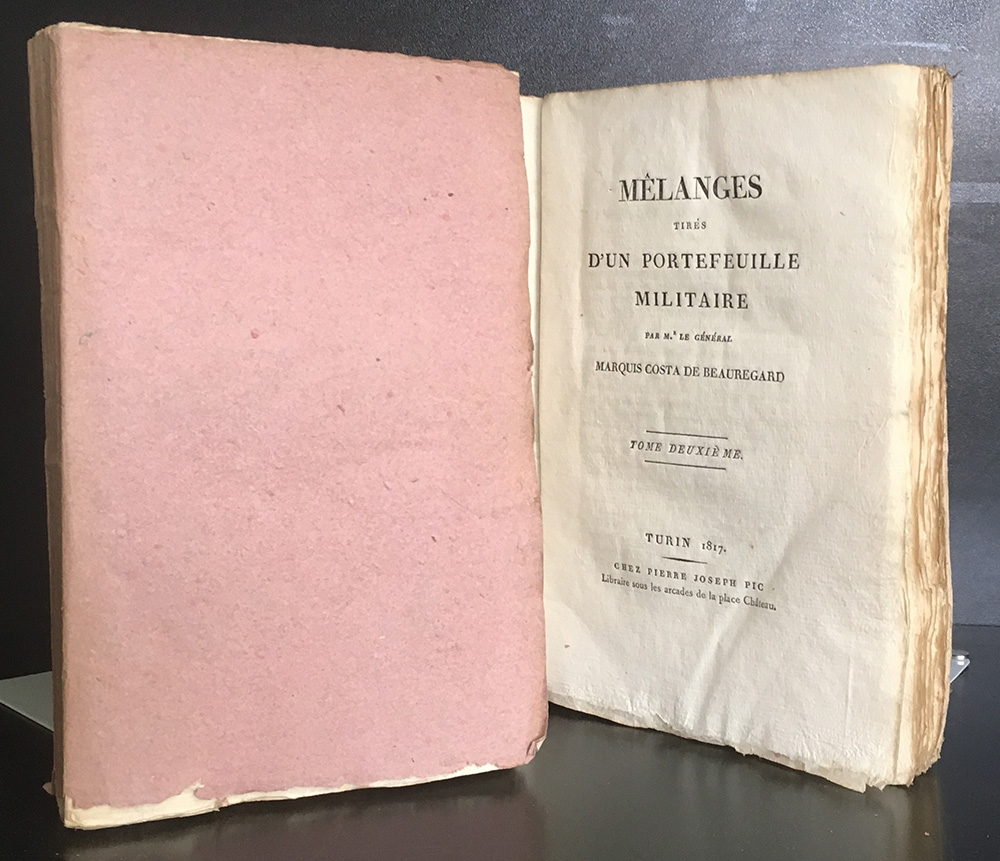 MÊLANGES
TIRÉS
D'UN PORTEFEUILLE
MILITAIRE
PAR M.R LE GÉNÉRAL
MARQUIS COSTA DE BEAUREGARD
TOME DEUXIÈME.
TURIN 1817.
CHEZ PIERRE JOSEPH PIC
Libraire sous les arcades de la place Château.